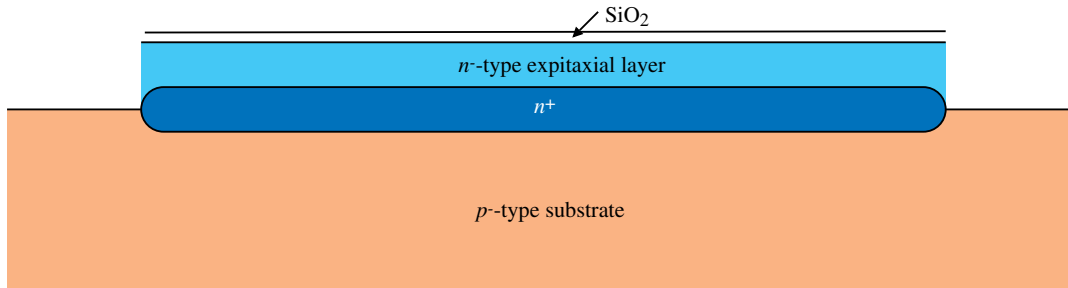 SiO₂
n⁻-type expitaxial layer
n⁺
p⁻-type substrate